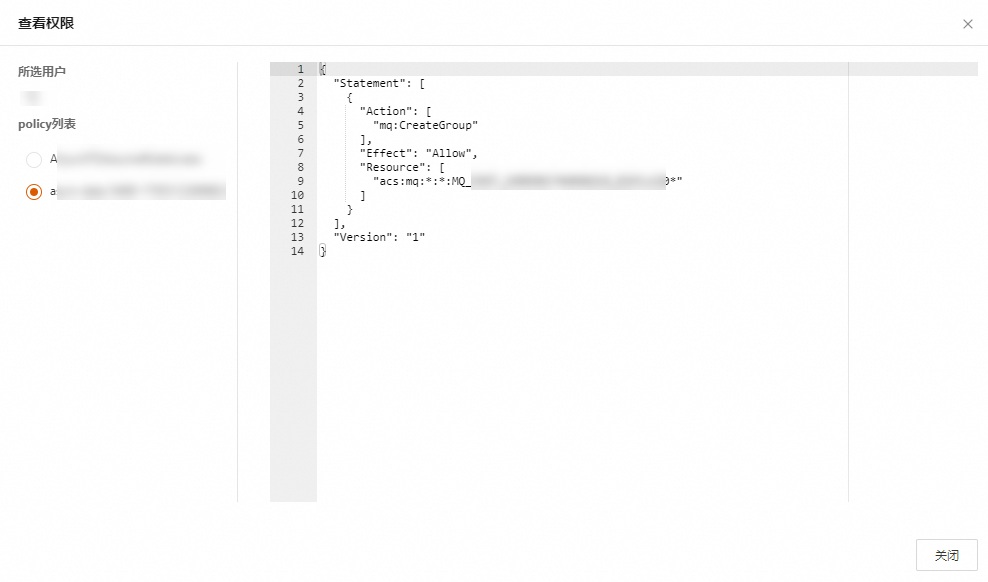 查看权限
所选用户
policy列表
A
a
1 {
2 "Statement": [
3 {
4 "Action": [
5 "mq:CreateGroup"
6 ],
7 "Effect": "Allow",
8 "Resource": [
9 "acs:mq:*:*:MQ_ 0*"
10 ]
11 }
12 ],
13 "Version": "1"
14 }
关闭